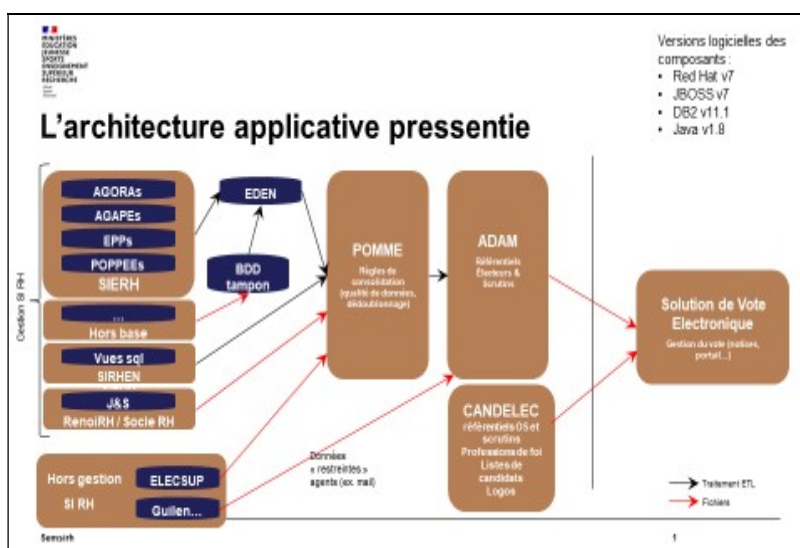 MINISTÈRES
ÉDUCATION
JEUNESSE
SPORTS
ENSEIGNEMENT
SUPÉRIEUR
RECHERCHE
Versions logicielles des
composants :
• Red Hat v7
• JBOSS v7
• DB2 v11.1
• Java v1.8
L'architecture applicative pressentie
Gestion SI RH
AGORAs
AGAPEs
EPPs
POPPEEs
SIERH
...
Hors base
Vues sql
SIRHEN
J&S
RenoiRH / Socle RH
Hors gestion
SI RH
ELECSUP
Guilen...
EDEN
BDD
tampon
POMME
Règles de
consolidation
(qualité de données,
dédoublonnage)
ADAM
Référentiels
Électeurs &
Scrutins
CANDELEC
référentiels OS et
scrutins
Professions de foi
Listes de
candidats
Logos
Données
« restreintes »
agents (ex. mail)
Solution de Vote
Electronique
Gestion du vote (notices,
portail...)
Traitement ETL
Fichiers
Semsirh
1